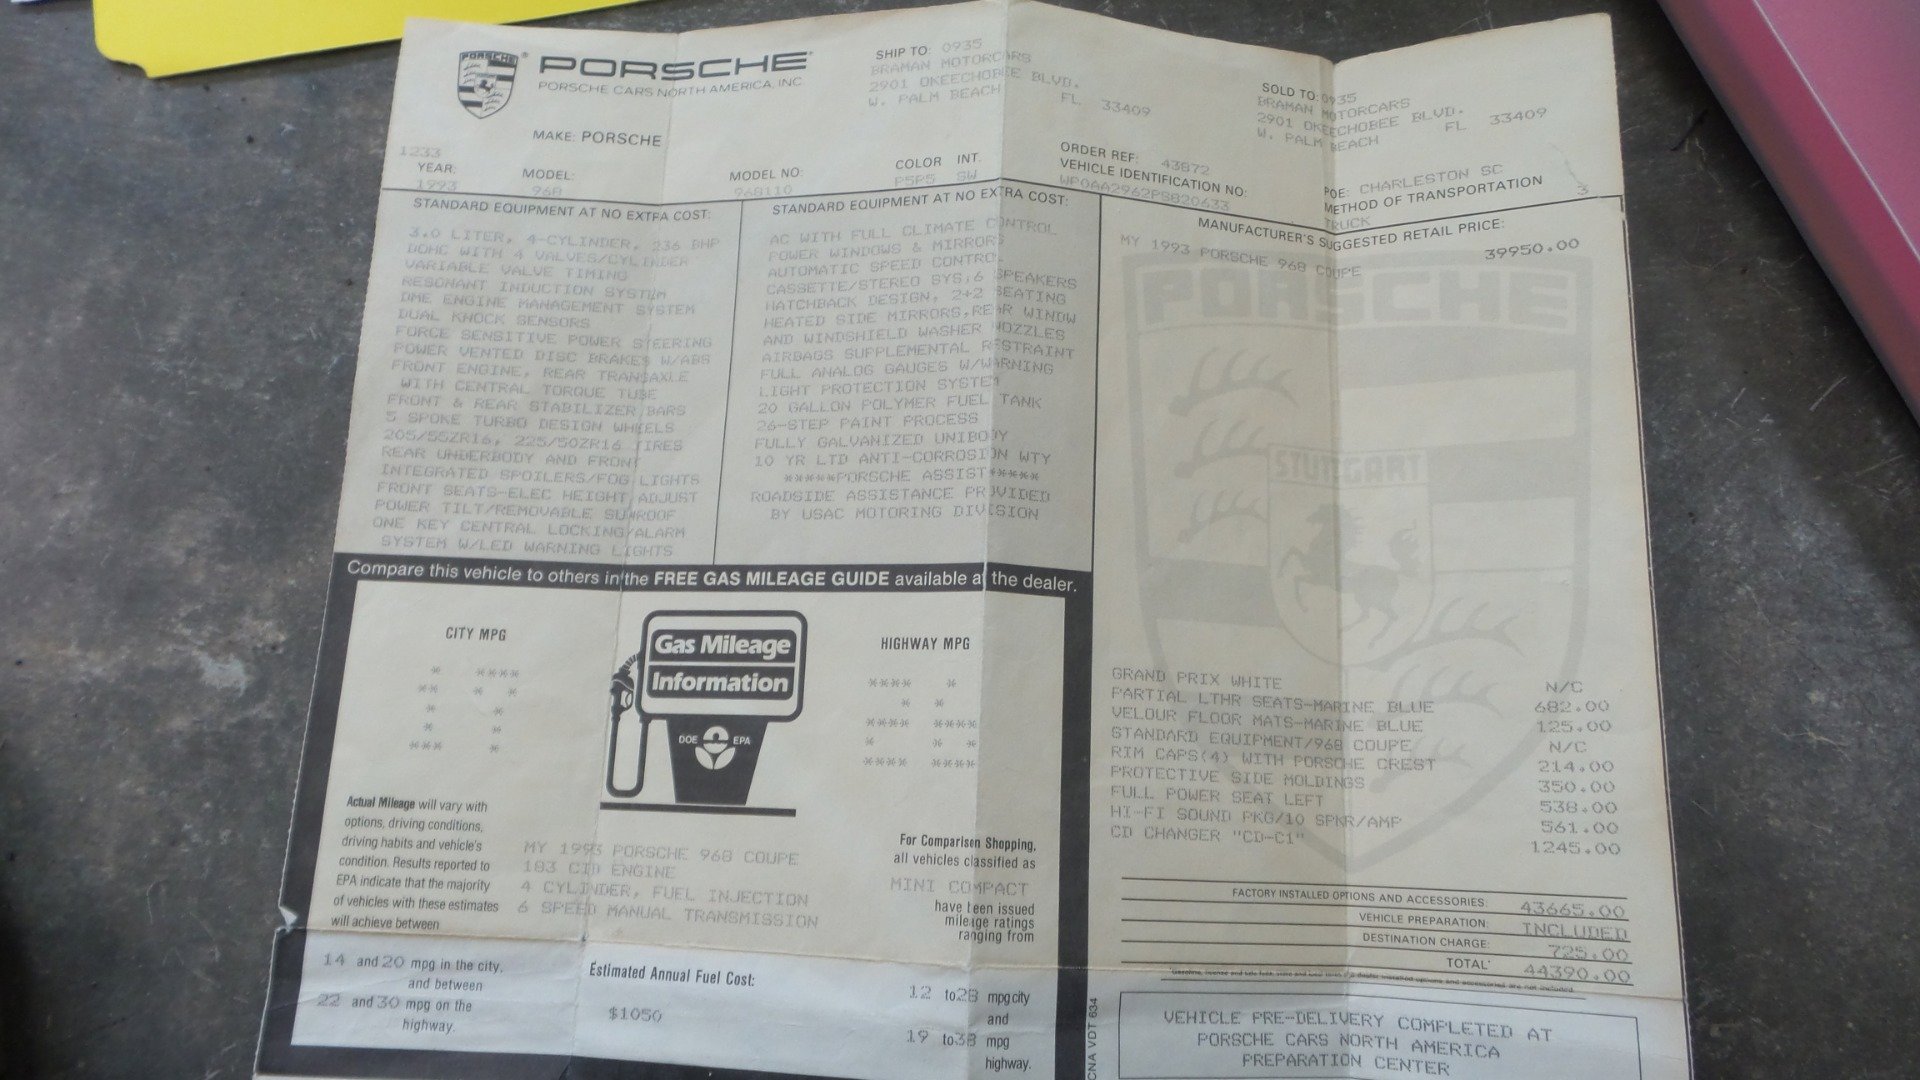 PORSCHE
PORSCHE CARS NORTH AMERICA, INC
MAKE: PORSCHE
SHIP TO: 0935
BRAMAN MOTORCARS
2901 OKEECHOBEE BLVD.
W. PALM BEACH FL 33409
SOLD TO: 0935
BRAMAN MOTORCARS
2901 OKEECHOBEE BLVD.
W. PALM BEACH FL 33409
1233
YEAR: 1993
MODEL: 968
MODEL NO: 968110
COLOR INT.
P5P5 SW
ORDER REF: 43872
VEHICLE IDENTIFICATION NO:
WP0AA2962PS820633
POE: CHARLESTON SC
METHOD OF TRANSPORTATION 3
TRUCK
STANDARD EQUIPMENT AT NO EXTRA COST:
3.0 LITER, 4-CYLINDER, 236 BHP
DOHC WITH 4 VALVES/CYLINDER
VARIABLE VALVE TIMING
RESONANT INDUCTION SYSTEM
DME ENGINE MANAGEMENT SYSTEM
DUAL KNOCK SENSORS
FORCE SENSITIVE POWER STEERING
POWER VENTED DISC BRAKES W/ABS
FRONT ENGINE, REAR TRANSAXLE
WITH CENTRAL TORQUE TUBE
FRONT & REAR STABILIZER BARS
5 SPOKE TURBO DESIGN WHEELS
205/55ZR16, 225/50ZR16 TIRES
REAR UNDERBODY AND FRONT
INTEGRATED SPOILERS/FOG LIGHTS
FRONT SEATS-ELEC HEIGHT ADJUST
POWER TILT/REMOVABLE SUNROOF
ONE KEY CENTRAL LOCKING/ALARM
SYSTEM W/LED WARNING LIGHTS
STANDARD EQUIPMENT AT NO EXTRA COST:
AC WITH FULL CLIMATE CONTROL
POWER WINDOWS & MIRRORS
AUTOMATIC SPEED CONTROL
CASSETTE/STEREO SYS,6 SPEAKERS
HATCHBACK DESIGN, 2+2 SEATING
HEATED SIDE MIRRORS,REAR WINDW
AND WINDSHIELD WASHER NOZZLES
AIRBAGS SUPPLEMENTAL RESTRAINT
FULL ANALOG GAUGES W/WARNING
LIGHT PROTECTION SYSTEM
20 GALLON POLYMER FUEL TANK
26-STEP PAINT PROCESS
FULLY GALVANIZED UNIBODY
10 YR LTD ANTI-CORROSION WTY
*****PORSCHE ASSIST*****
ROADSIDE ASSISTANCE PROVIDED
BY USAC MOTORING DIVISION
MANUFACTURER'S SUGGESTED RETAIL PRICE:
MY 1993 PORSCHE 968 COUPE 39950.00
PORSCHE
STUTTGART
GRAND PRIX WHITE N/C
PARTIAL LTHR SEATS-MARINE BLUE 682.00
VELOUR FLOOR MATS-MARINE BLUE 125.00
STANDARD EQUIPMENT/968 COUPE N/C
RIM CAPS(4) WITH PORSCHE CREST 214.00
PROTECTIVE SIDE MOLDINGS 350.00
FULL POWER SEAT LEFT 538.00
HI-FI SOUND PKG/10 SPKR/AMP 561.00
CD CHANGER "CD-C1" 1245.00
FACTORY INSTALLED OPTIONS AND ACCESSORIES: 43665.00
VEHICLE PREPARATION: INCLUDED
DESTINATION CHARGE: 725.00
TOTAL* 44390.00
VEHICLE PRE-DELIVERY COMPLETED AT
PORSCHE CARS NORTH AMERICA
PREPARATION CENTER
CNA VDT 634
Compare this vehicle to others in the FREE GAS MILEAGE GUIDE available at the dealer.
CITY MPG
17
Gas Mileage
Information
DOE EPA
HIGHWAY MPG
Actual Mileage will vary with
options, driving conditions,
driving habits and vehicle's
condition. Results reported to
EPA indicate that the majority
of vehicles with these estimates
will achieve between
14 and 20 mpg in the city,
and between
22 and 30 mpg on the
highway.
MY 1993 PORSCHE 968 COUPE
183 CID ENGINE
4 CYLINDER, FUEL INJECTION
6 SPEED MANUAL TRANSMISSION
Estimated Annual Fuel Cost:
$1050
For Comparison Shopping,
all vehicles classified as
MINI COMPACT
have been issued
mileage ratings
ranging from
12 to 28 mpg city
and
19 to 38 mpg
highway.